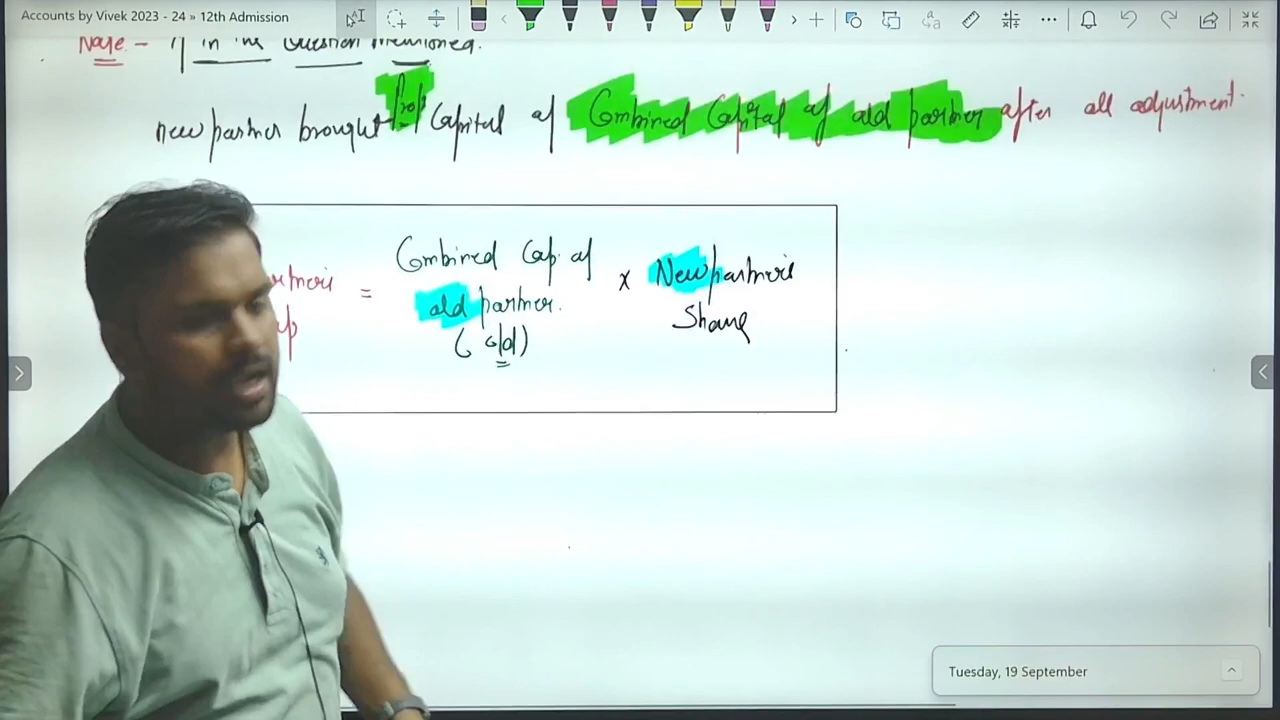 Accounts by Vivek 2023 - 24 » 12th Admission
Note - If in the Question mentioned.
new partner brought Prop Capital of Combined Capital of old partner after all adjustment.
Combined Cap. of
old partner.
(old)
=
x
New partner's
Share
Tuesday, 19 September